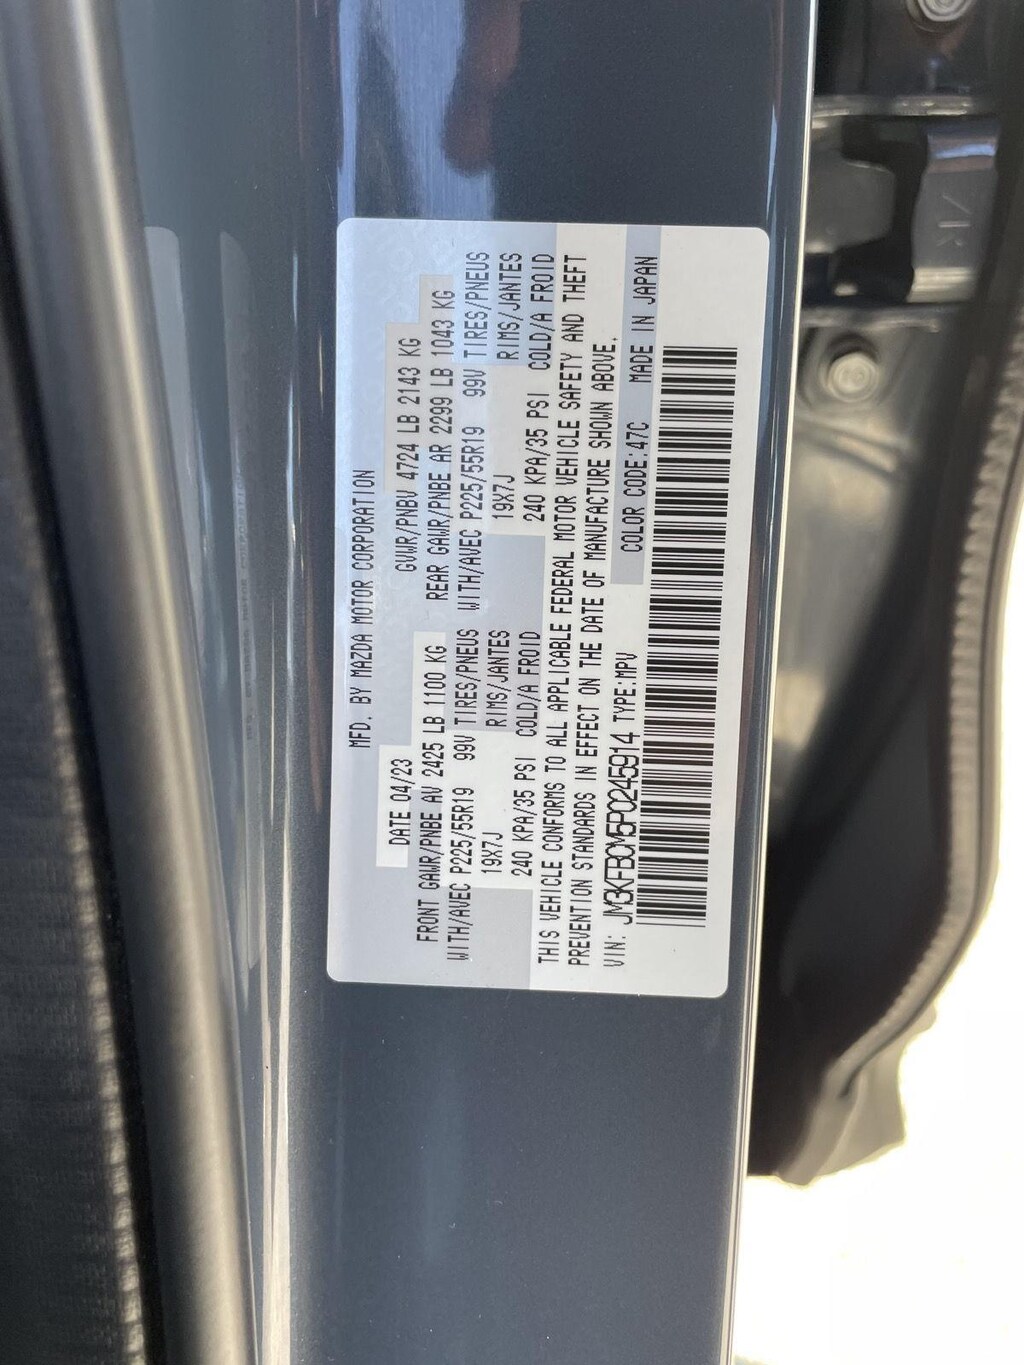 MFD. BY MAZDA MOTOR CORPORATION
DATE 04/23 GVWR/PNBV 4724 LB 2143 KG
FRONT GAWR/PNBE AV 2425 LB 1100 KG REAR GAWR/PNBE AR 2299 LB 1043 KG
WITH/AVEC P225/55R19 99V TIRES/PNEUS WITH/AVEC P225/55R19 99V TIRES/PNEUS
19X7J RIMS/JANTES 19X7J RIMS/JANTES
240 KPA/35 PSI COLD/A FROID 240 KPA/35 PSI COLD/A FROID
THIS VEHICLE CONFORMS TO ALL APPLICABLE FEDERAL MOTOR VEHICLE SAFETY AND THEFT
PREVENTION STANDARDS IN EFFECT ON THE DATE OF MANUFACTURE SHOWN ABOVE.
VIN: JM3KFBCM5P0245914 TYPE:MPV COLOR CODE:47C MADE IN JAPAN